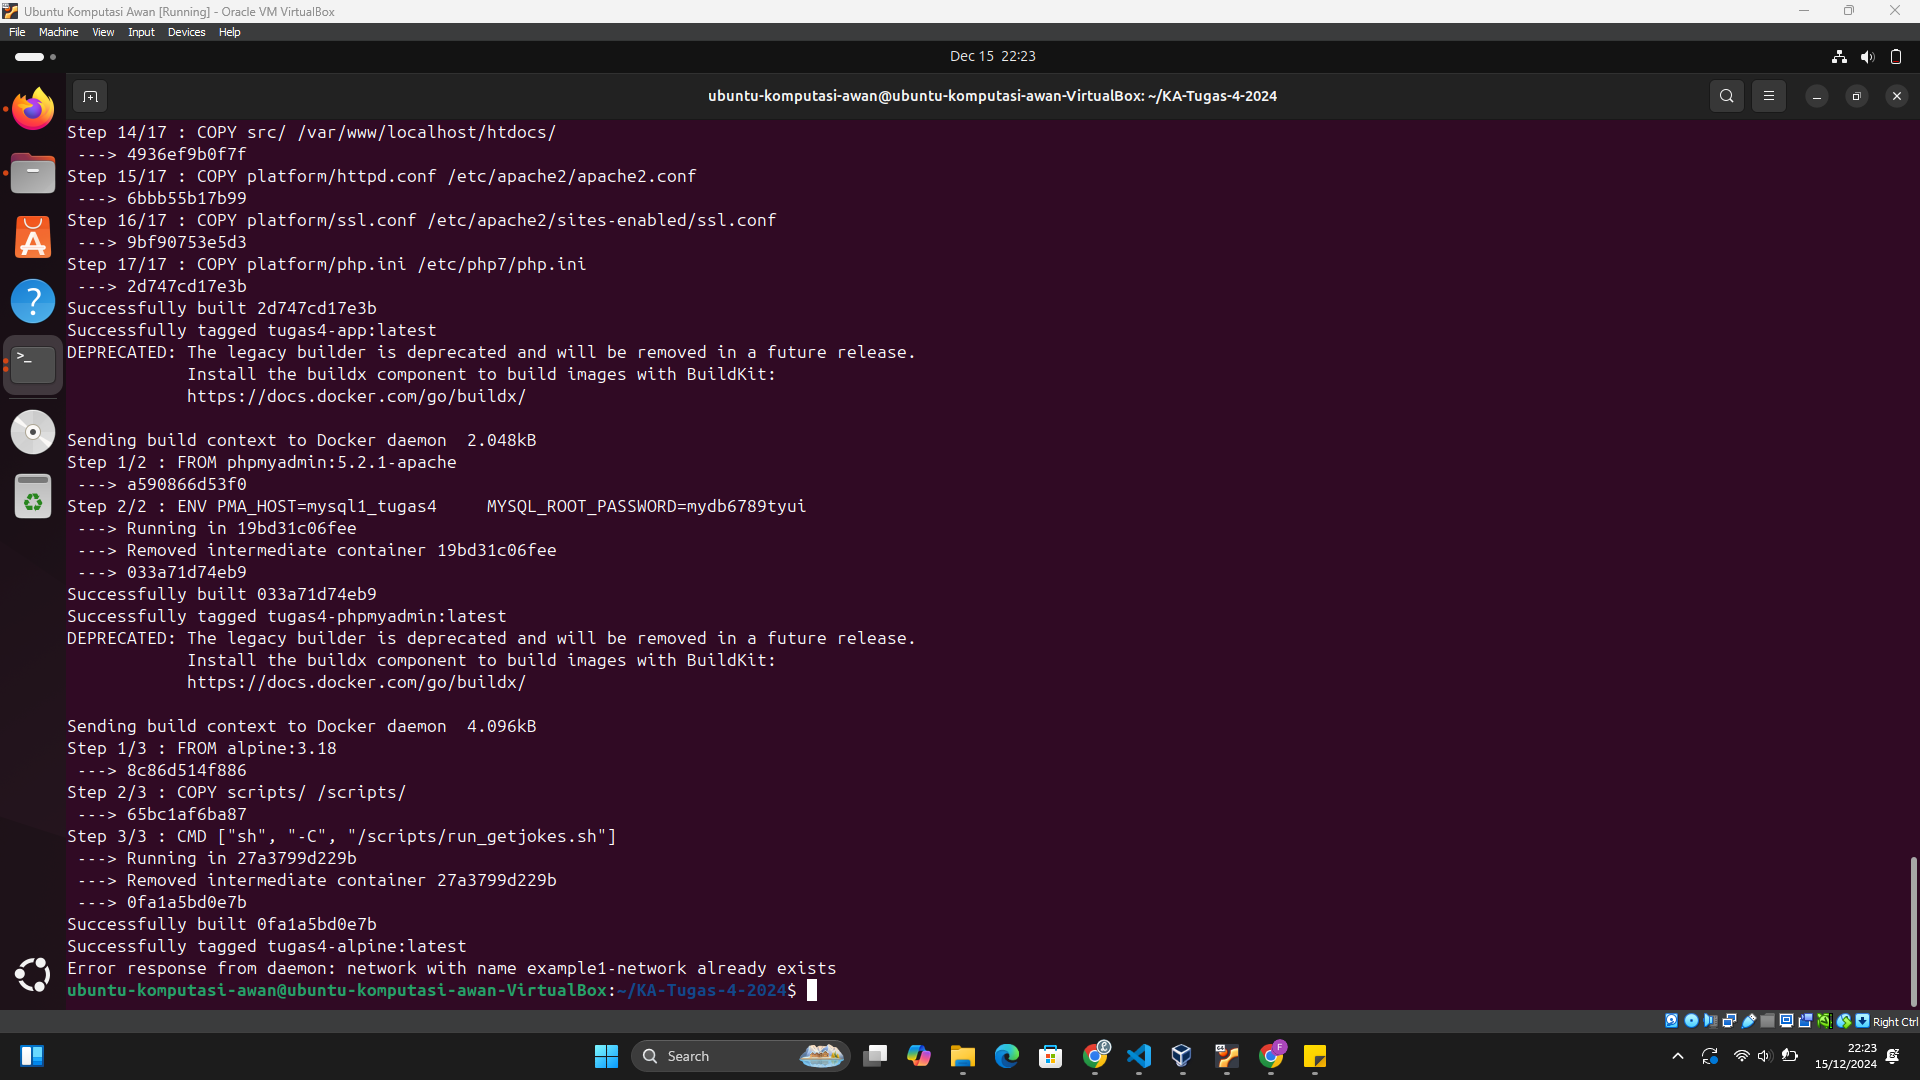 Ubuntu Komputasi Awan [Running] - Oracle VM VirtualBox
File Machine View Input Devices Help
Dec 15 22:23
ubuntu-komputasi-awan@ubuntu-komputasi-awan-VirtualBox: ~/KA-Tugas-4-2024
Step 14/17 : COPY src/ /var/www/localhost/htdocs/
 ---> 4936ef9b0f7f
Step 15/17 : COPY platform/httpd.conf /etc/apache2/apache2.conf
 ---> 6bbb55b17b99
Step 16/17 : COPY platform/ssl.conf /etc/apache2/sites-enabled/ssl.conf
 ---> 9bf90753e5d3
Step 17/17 : COPY platform/php.ini /etc/php7/php.ini
 ---> 2d747cd17e3b
Successfully built 2d747cd17e3b
Successfully tagged tugas4-app:latest
DEPRECATED: The legacy builder is deprecated and will be removed in a future release.
            Install the buildx component to build images with BuildKit:
            https://docs.docker.com/go/buildx/
Sending build context to Docker daemon  2.048kB
Step 1/2 : FROM phpmyadmin:5.2.1-apache
 ---> a590866d53f0
Step 2/2 : ENV PMA_HOST=mysql1_tugas4     MYSQL_ROOT_PASSWORD=mydb6789tyui
 ---> Running in 19bd31c06fee
 ---> Removed intermediate container 19bd31c06fee
 ---> 033a71d74eb9
Successfully built 033a71d74eb9
Successfully tagged tugas4-phpmyadmin:latest
DEPRECATED: The legacy builder is deprecated and will be removed in a future release.
            Install the buildx component to build images with BuildKit:
            https://docs.docker.com/go/buildx/
Sending build context to Docker daemon  4.096kB
Step 1/3 : FROM alpine:3.18
 ---> 8c86d514f886
Step 2/3 : COPY scripts/ /scripts/
 ---> 65bc1af6ba87
Step 3/3 : CMD ["sh", "-C", "/scripts/run_getjokes.sh"]
 ---> Running in 27a3799d229b
 ---> Removed intermediate container 27a3799d229b
 ---> 0fa1a5bd0e7b
Successfully built 0fa1a5bd0e7b
Successfully tagged tugas4-alpine:latest
Error response from daemon: network with name example1-network already exists
ubuntu-komputasi-awan@ubuntu-komputasi-awan-VirtualBox:~/KA-Tugas-4-2024$
Right Ctrl
Search
22:23
15/12/2024